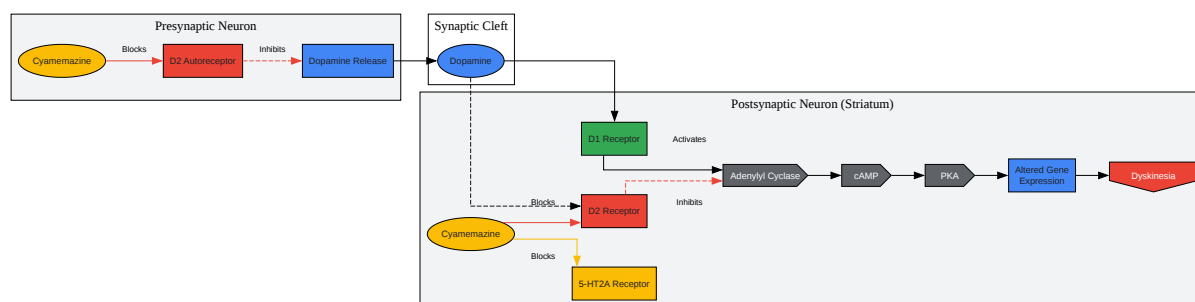 Presynaptic Neuron
Cyamemazine
Blocks
D2 Autoreceptor
Inhibits
Dopamine Release
Synaptic Cleft
Dopamine
Postsynaptic Neuron (Striatum)
D1 Receptor
Activates
Adenylyl Cyclase
cAMP
PKA
Altered Gene
Expression
Dyskinesia
Blocks
D2 Receptor
Inhibits
Cyamemazine
Blocks
5-HT2A Receptor